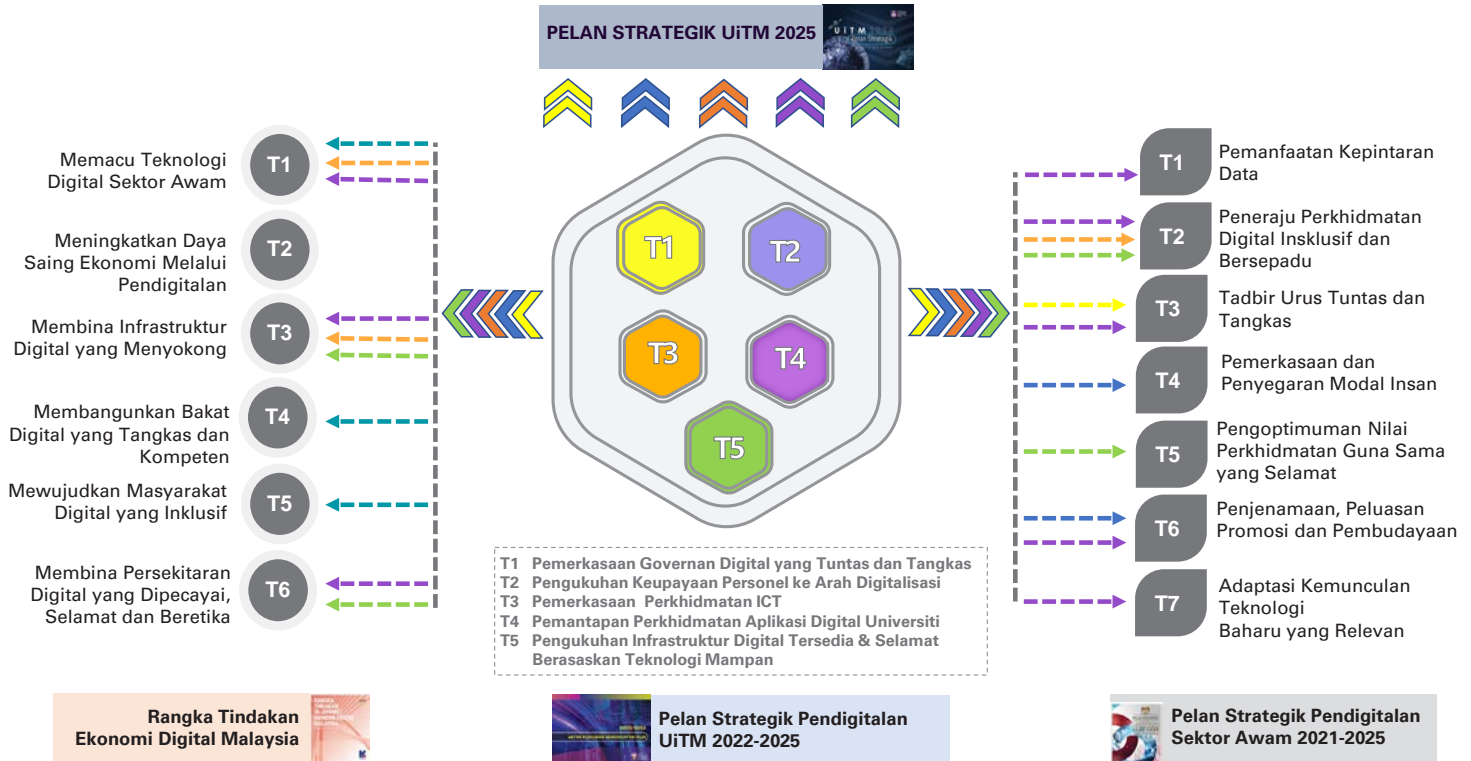 PELAN STRATEGIK UiTM 2025
UiTM 2025
Pelan Strategik
T1
Memacu Teknologi
Digital Sektor Awam
T2
Meningkatkan Daya
Saing Ekonomi Melalui
Pendigitalan
T3
Membina Infrastruktur
Digital yang Menyokong
T4
Membangunkan Bakat
Digital yang Tangkas dan
Kompeten
T5
Mewujudkan Masyarakat
Digital yang Inklusif
T6
Membina Persekitaran
Digital yang Dipecayai,
Selamat dan Beretika
T1
T2
T3
T4
T5
T1 Pemerkasaan Governan Digital yang Tuntas dan Tangkas
T2 Pengukuhan Keupayaan Personel ke Arah Digitalisasi
T3 Pemerkasaan Perkhidmatan ICT
T4 Pemantapan Perkhidmatan Aplikasi Digital Universiti
T5 Pengukuhan Infrastruktur Digital Tersedia & Selamat
Berasaskan Teknologi Mampan
T1
Pemanfaatan Kepintaran
Data
T2
Peneraju Perkhidmatan
Digital Insklusif dan
Bersepadu
T3
Tadbir Urus Tuntas dan
Tangkas
T4
Pemerkasaan dan
Penyegaran Modal Insan
T5
Pengoptimuman Nilai
Perkhidmatan Guna Sama
yang Selamat
T6
Penjenamaan, Peluasan
Promosi dan Pembudayaan
T7
Adaptasi Kemunculan
Teknologi
Baharu yang Relevan
Rangka Tindakan
Ekonomi Digital Malaysia
Pelan Strategik Pendigitalan
UiTM 2022-2025
Pelan Strategik Pendigitalan
Sektor Awam 2021-2025